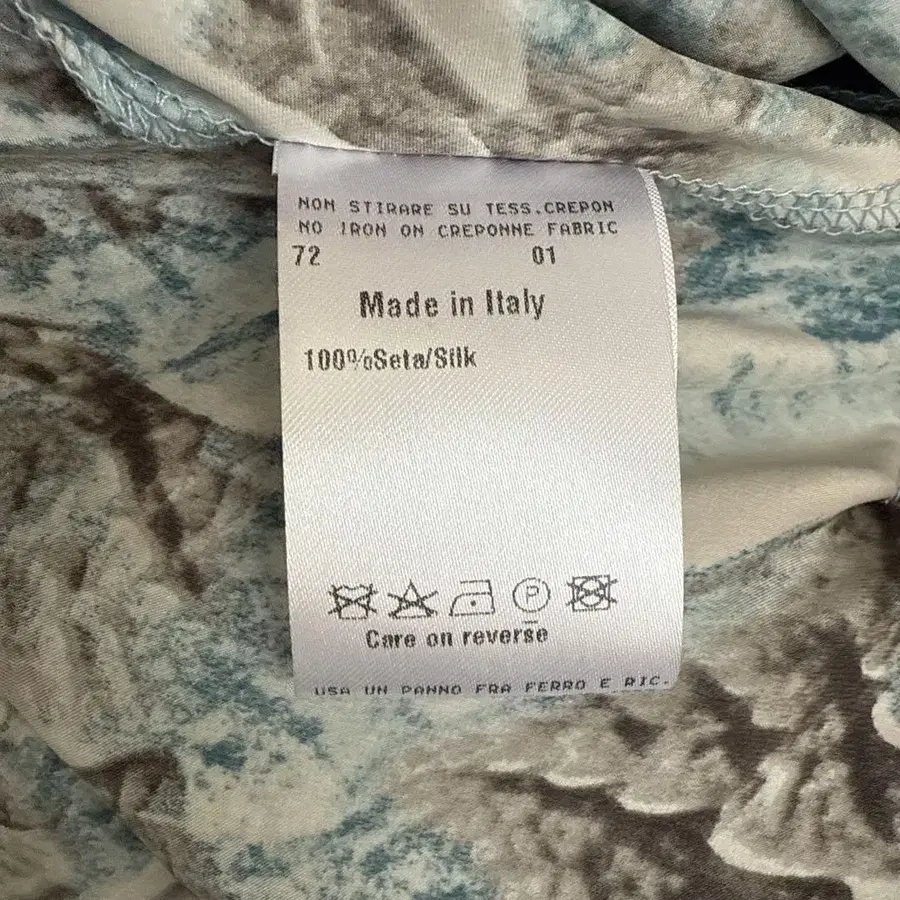 NON STIRARE SU TESS.CREPON
NO IRON ON CREPONNE FABRIC
72 01
Made in Italy
100%Seta/Silk
P
Care on reverse
USA UN PANNO FRA FERRO E RIC.